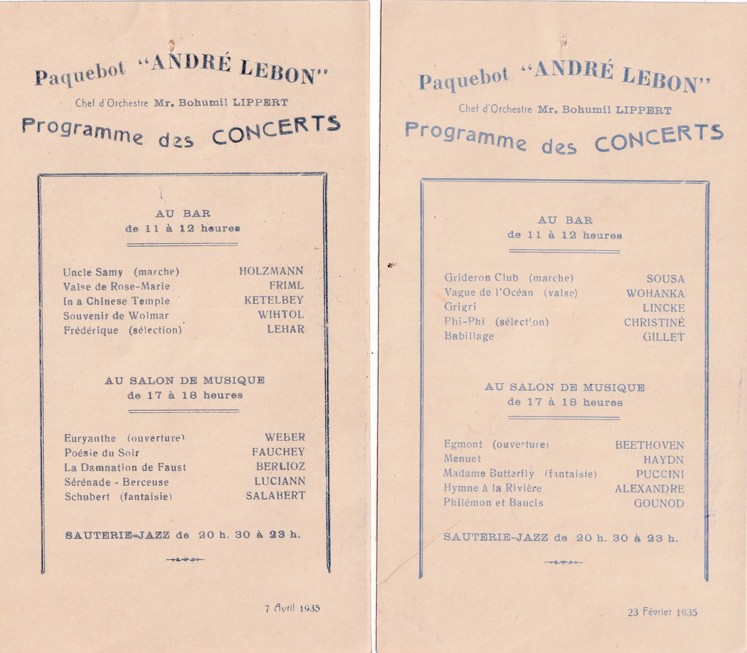 Paquebot "ANDRÉ LEBON"
Chef d'Orchestre Mr. Bohumil LIPPERT
Programme des CONCERTS
AU BAR
de 11 à 12 heures
Uncle Samy (marche) HOLZMANN
Valse de Rose-Marie FRIML
In a Chinese Temple KETELBEY
Souvenir de Wolmar WIHTOL
Frédérique (sélection) LEHAR
AU SALON DE MUSIQUE
de 17 à 18 heures
Euryanthe (ouverture) WEBER
Poésie du Soir FAUCHEY
La Damnation de Faust BERLIOZ
Sérénade - Berceuse LUCIANN
Schubert (fantaisie) SALABERT
SAUTERIE-JAZZ de 20 h. 30 à 23 h.
7 Avril 1935
Paquebot "ANDRÉ LEBON"
Chef d'Orchestre Mr. Bohumil LIPPERT
Programme des CONCERTS
AU BAR
de 11 à 12 heures
Grideron Club (marche) SOUSA
Vague de l'Océan (valse) WOHANKA
Grigri LINCKE
Phi-Phi (sélection) CHRISTINÉ
Babillage GILLET
AU SALON DE MUSIQUE
de 17 à 18 heures
Egmont (ouverture) BEETHOVEN
Menuet HAYDN
Madame Butterfly (fantaisie) PUCCINI
Hymne à la Rivière ALEXANDRE
Philémon et Baucis GOUNOD
SAUTERIE-JAZZ de 20 h. 30 à 23 h.
23 Février 1935